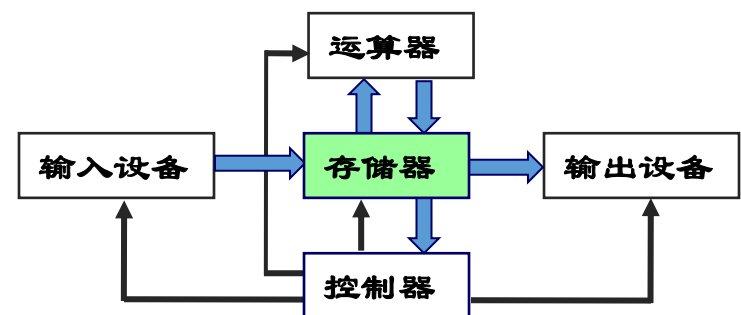 运算器
输入设备
存储器
输出设备
控制器